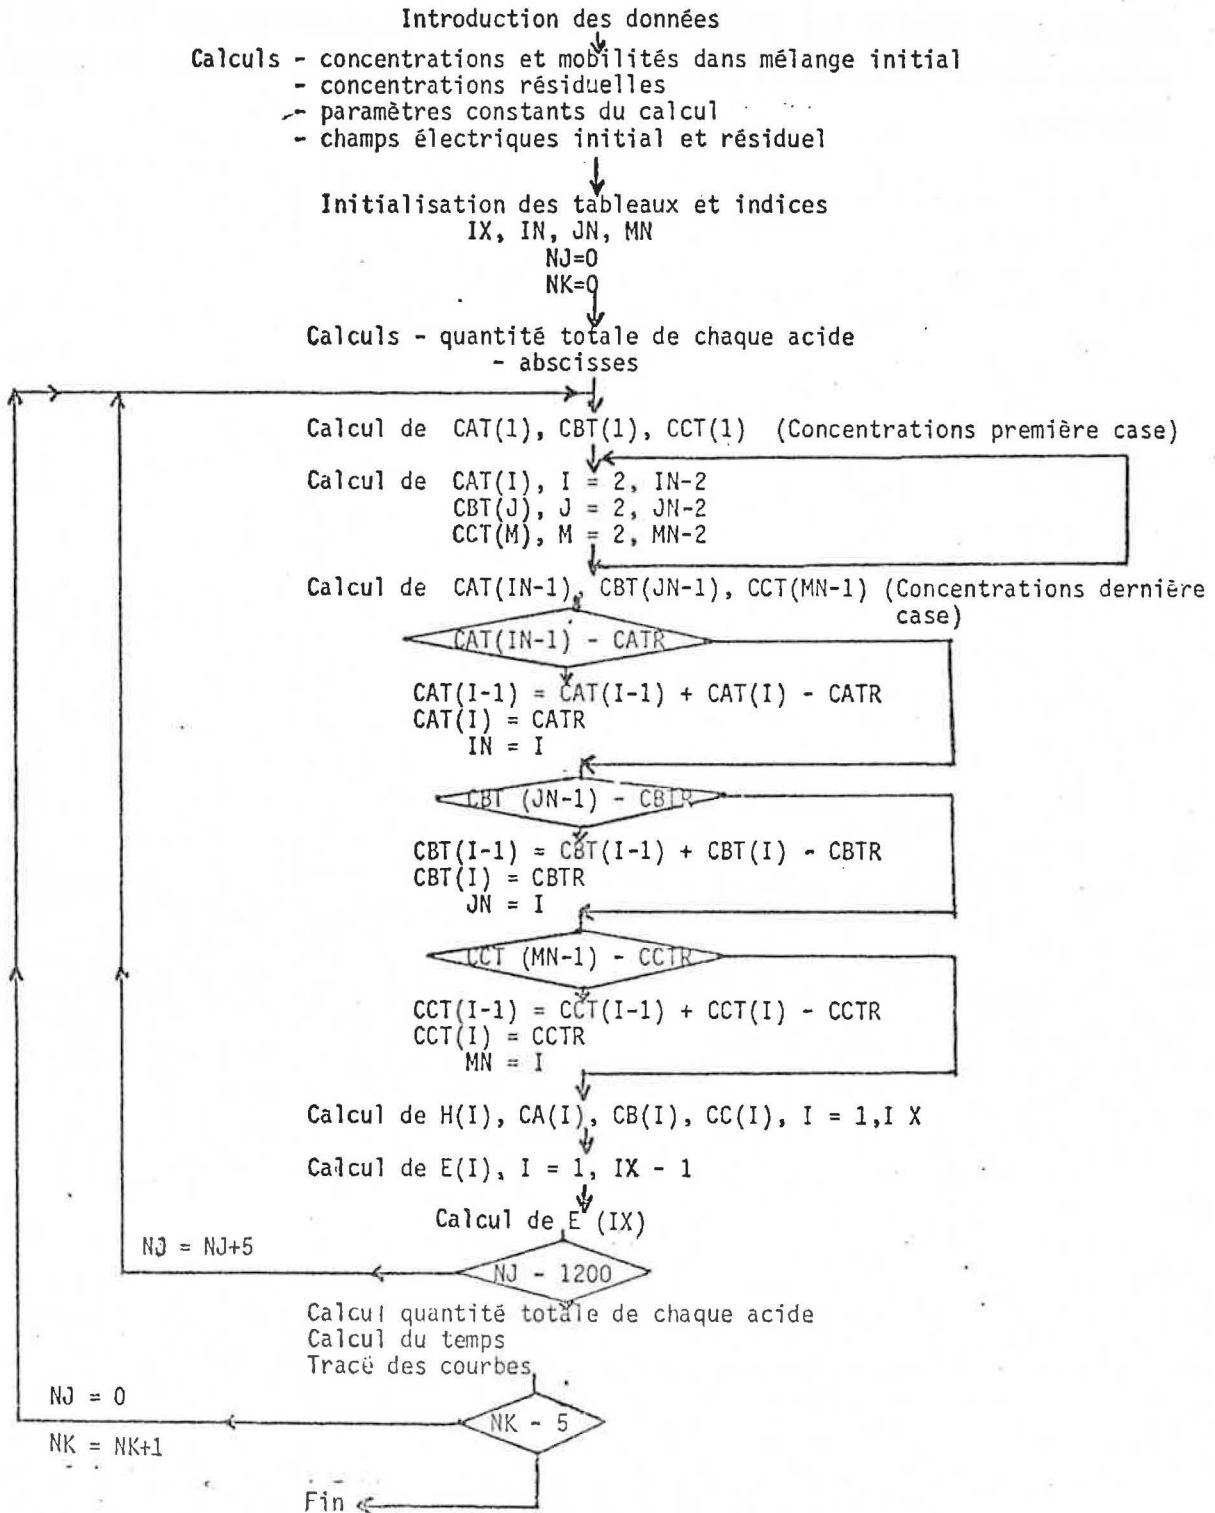 Introduction des données
Calculs - concentrations et mobilités dans mélange initial
- concentrations résiduelles
- paramètres constants du calcul
- champs électriques initial et résiduel
Initialisation des tableaux et indices
IX, IN, JN, MN
NJ=0
NK=0
Calculs - quantité totale de chaque acide
- abscisses
Calcul de CAT(1), CBT(1), CCT(1) (Concentrations première case)
Calcul de CAT(I), I = 2, IN-2
CBT(J), J = 2, JN-2
CCT(M), M = 2, MN-2
Calcul de CAT(IN-1), CBT(JN-1), CCT(MN-1) (Concentrations dernière
case)
CAT(IN-1) - CATR
CAT(I-1) = CAT(I-1) + CAT(I) - CATR
CAT(I) = CATR
IN = I
CBT (JN-1) - CBTR
CBT(I-1) = CBT(I-1) + CBT(I) - CBTR
CBT(I) = CBTR
JN = I
CCT (MN-1) - CCTR
CCT(I-1) = CCT(I-1) + CCT(I) - CCTR
CCT(I) = CCTR
MN = I
Calcul de H(I), CA(I), CB(I), CC(I), I = 1,I X
Calcul de E(I), I = 1, IX - 1
Calcul de E (IX)
NJ = NJ+5
NJ - 1200
Calcul quantité totale de chaque acide
Calcul du temps
Tracé des courbes
NJ = 0
NK - 5
NK = NK+1
Fin